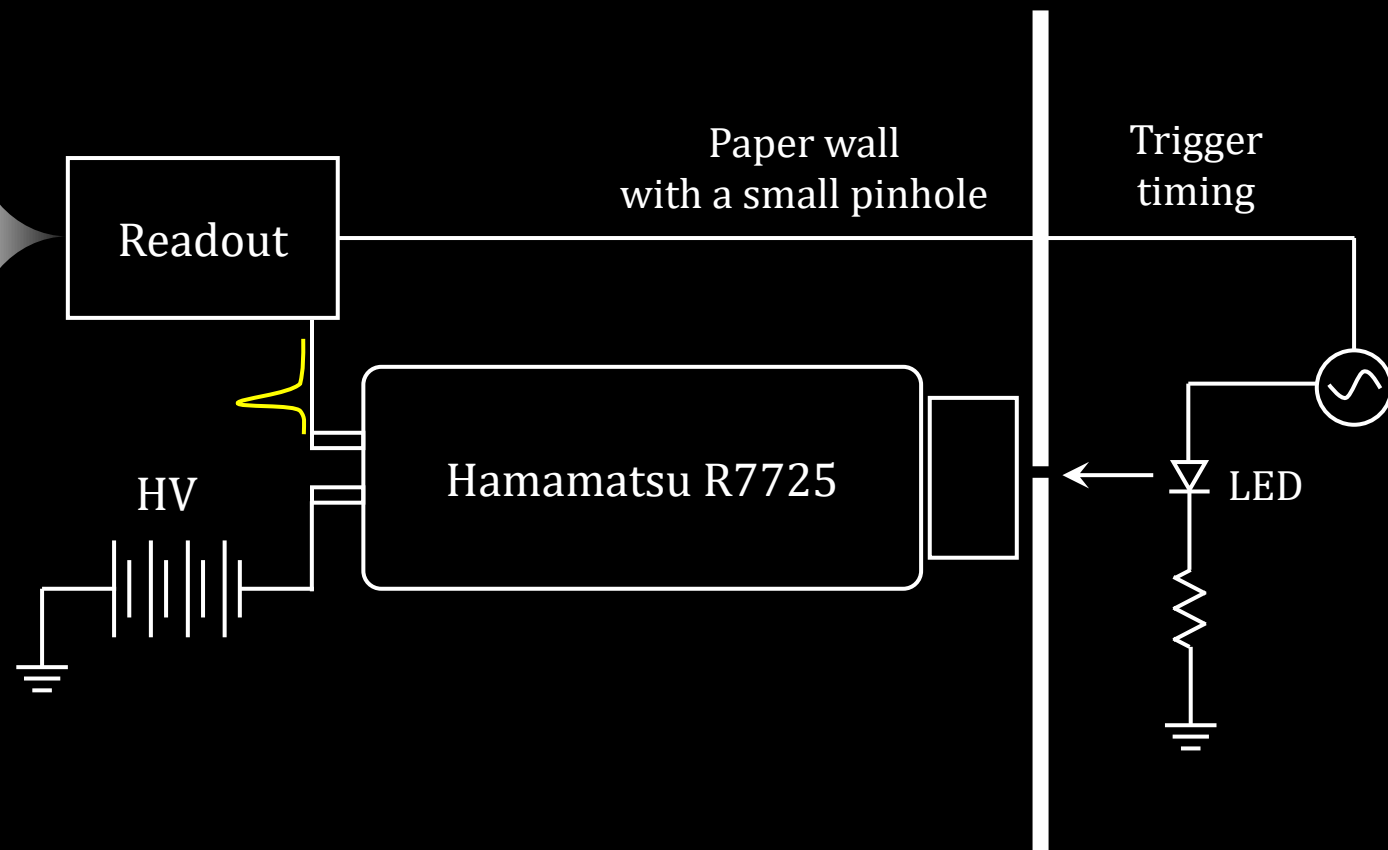 Paper wall
with a small pinhole
Trigger
timing
Readout
Hamamatsu R7725
HV
LED